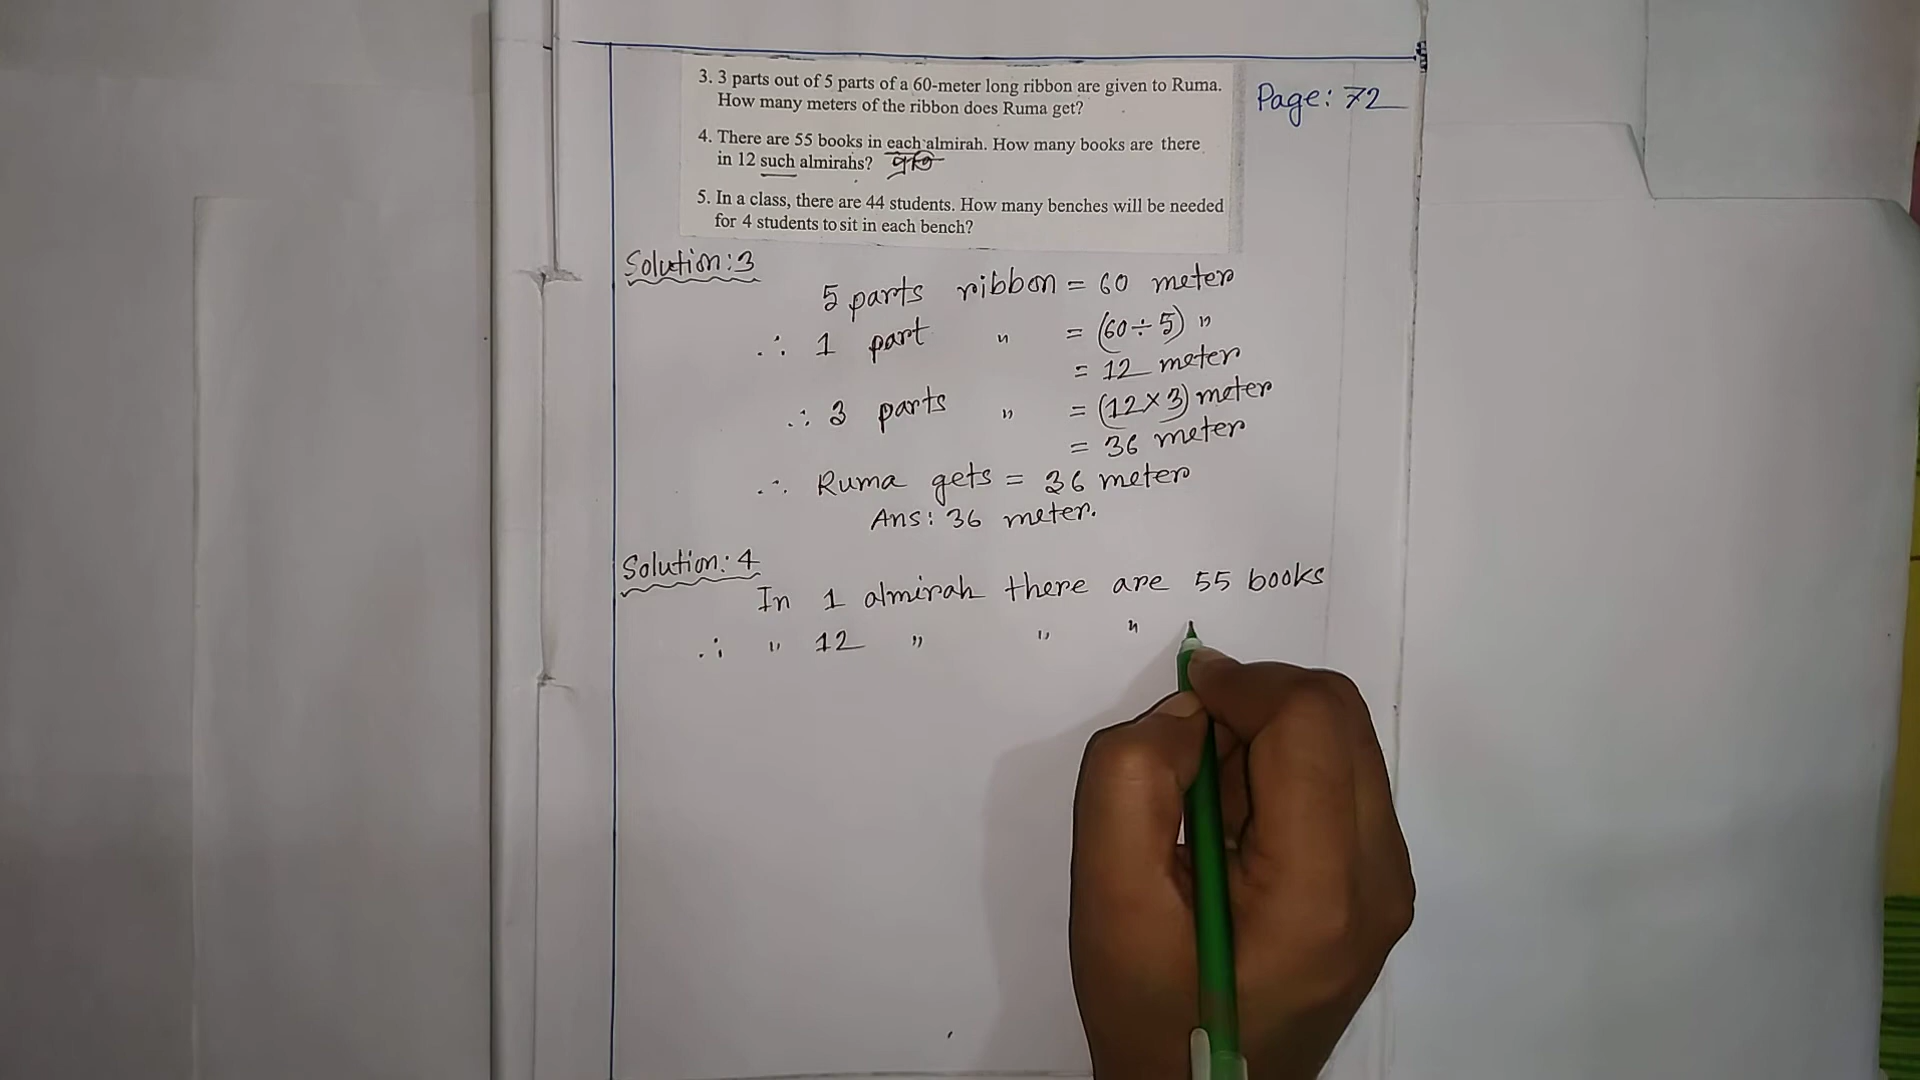 3. 3 parts out of 5 parts of a 60-meter long ribbon are given to Ruma.
How many meters of the ribbon does Ruma get?
Page: 72
4. There are 55 books in each almirah. How many books are there
in 12 such almirahs?
5. In a class, there are 44 students. How many benches will be needed
for 4 students to sit in each bench?
Solution: 3
5 parts ribbon = 60 meter
∴ 1 part " = (60÷5) "
= 12 meter
∴ 3 parts " = (12×3) meter
= 36 meter
∴ Ruma gets = 36 meter
Ans: 36 meter.
Solution: 4
In 1 almirah there are 55 books
∴ " 12 " " "